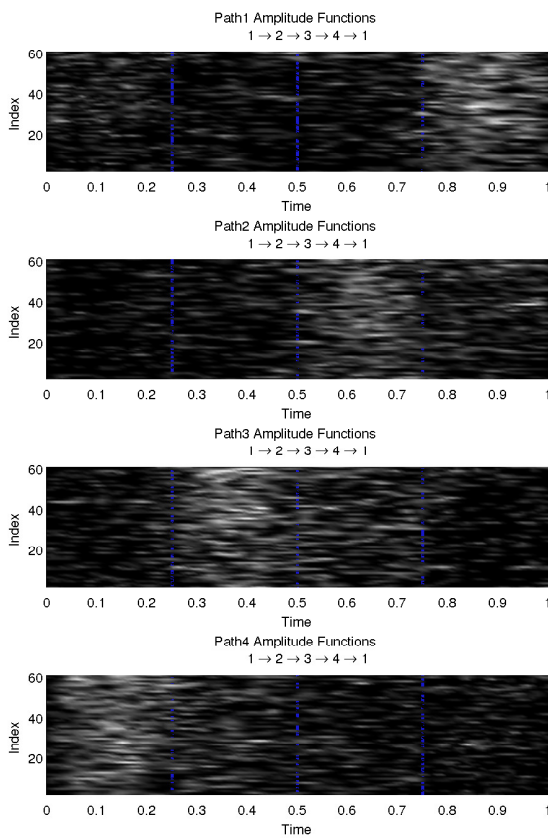 Path1 Amplitude Functions
1 → 2 → 3 → 4 → 1
60
40
20
Index
0 0.1 0.2 0.3 0.4 0.5 0.6 0.7 0.8 0.9 1
Time
Path2 Amplitude Functions
1 → 2 → 3 → 4 → 1
60
40
20
Index
0 0.1 0.2 0.3 0.4 0.5 0.6 0.7 0.8 0.9 1
Time
Path3 Amplitude Functions
1 → 2 → 3 → 4 → 1
60
40
20
Index
0 0.1 0.2 0.3 0.4 0.5 0.6 0.7 0.8 0.9 1
Time
Path4 Amplitude Functions
1 → 2 → 3 → 4 → 1
60
40
20
Index
0 0.1 0.2 0.3 0.4 0.5 0.6 0.7 0.8 0.9 1
Time